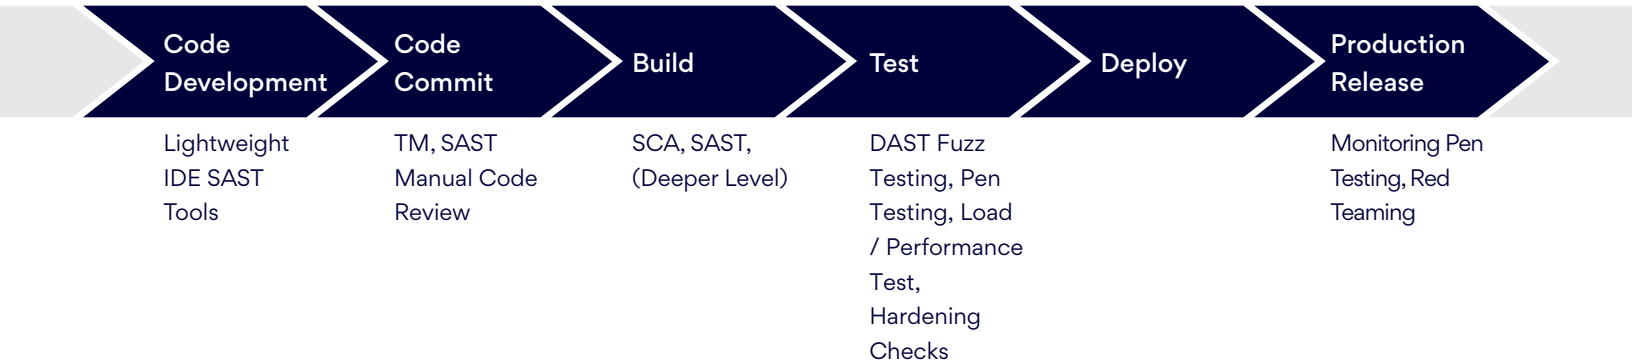 Code
Development
Code
Commit
Build
Test
Deploy
Production
Release
Lightweight
IDE SAST
Tools
TM, SAST
Manual Code
Review
SCA, SAST,
(Deeper Level)
DAST Fuzz
Testing, Pen
Testing, Load
/ Performance
Test,
Hardening
Checks
Monitoring Pen
Testing, Red
Teaming